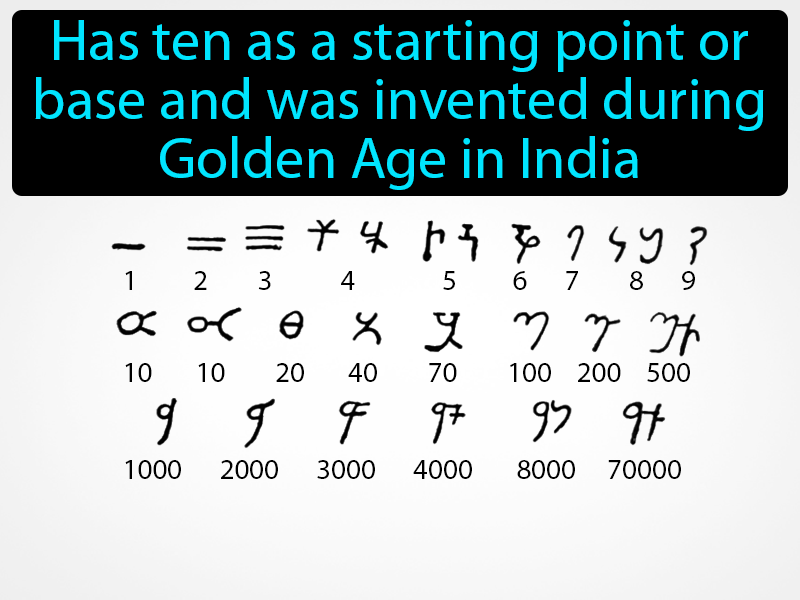 Has ten as a starting point or
base and was invented during
Golden Age in India
1 2 3 4 5 6 7 8 9
10 10 20 40 70 100 200 500
1000 2000 3000 4000 8000 70000